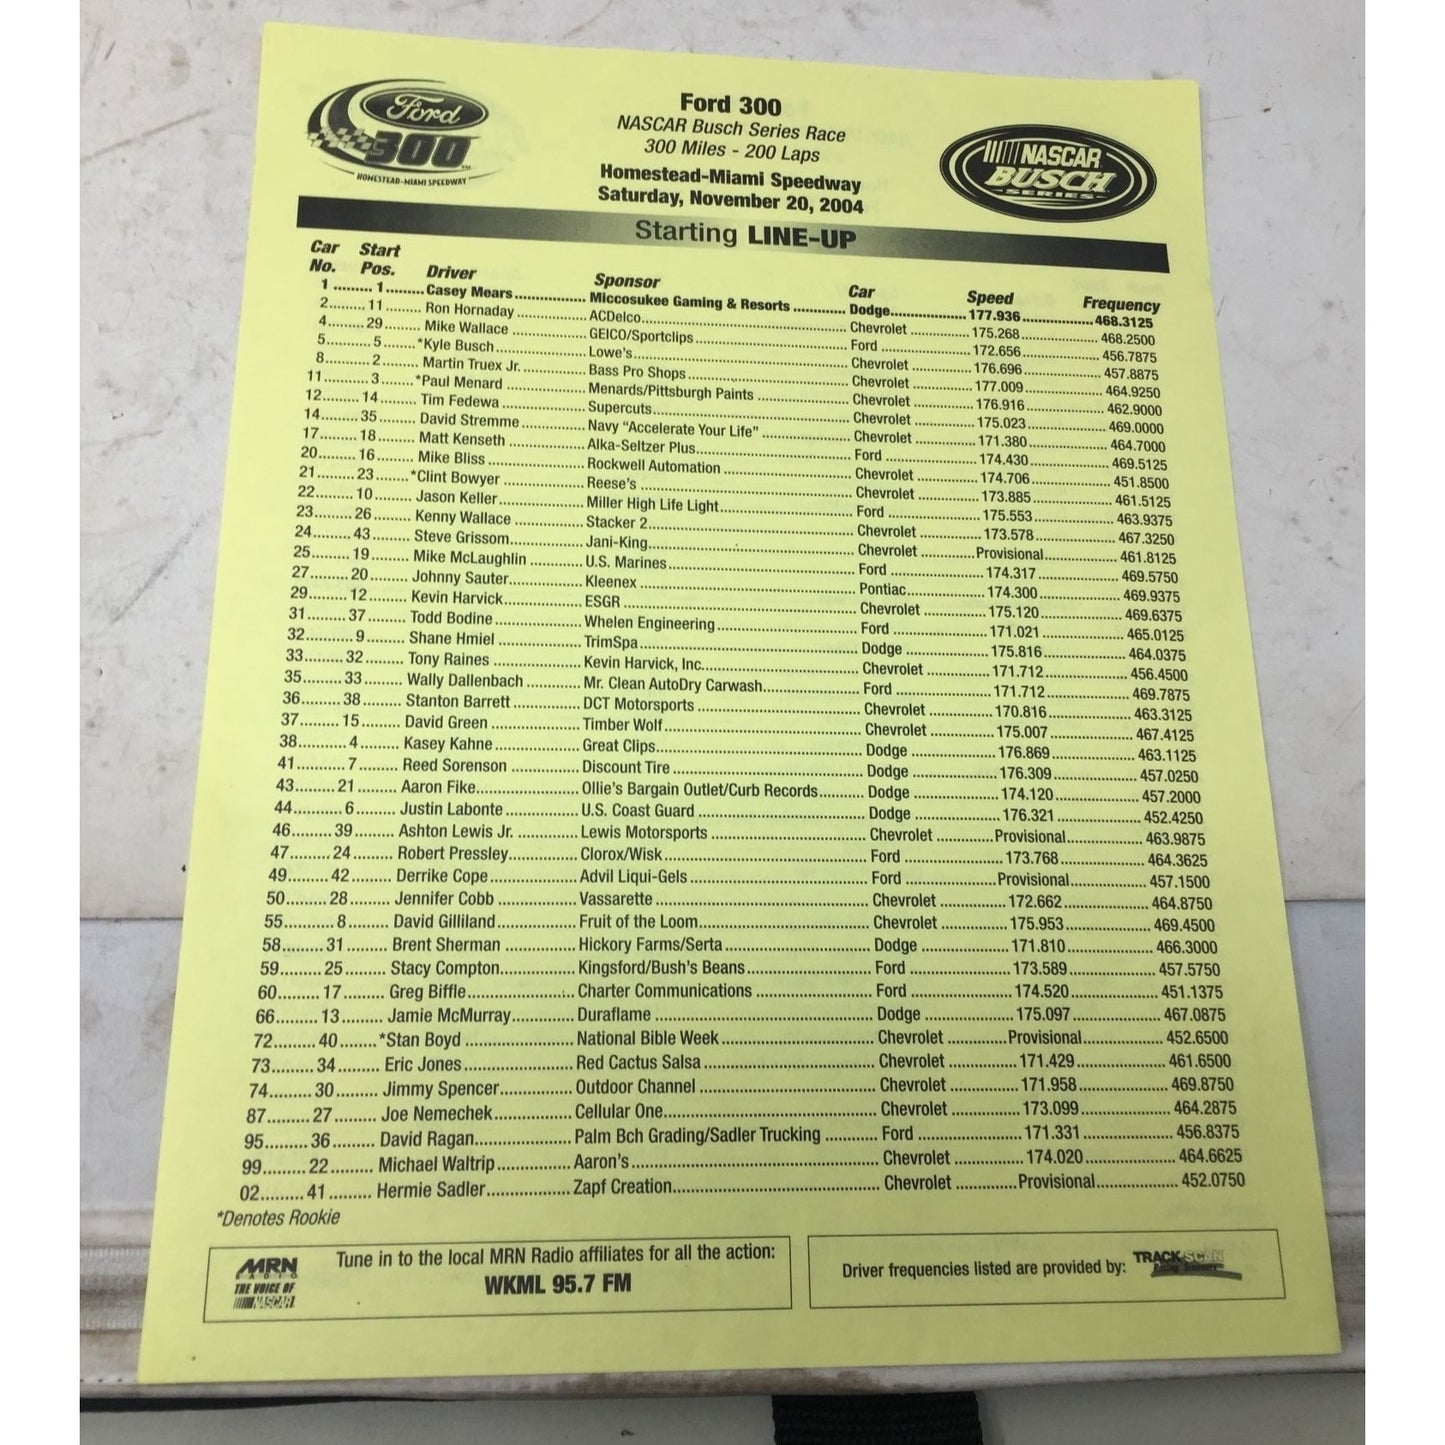 Ford
300
HOMESTEAD-MIAMI SPEEDWAY
Ford 300
NASCAR Busch Series Race
300 Miles - 200 Laps
Homestead-Miami Speedway
Saturday, November 20, 2004
NASCAR
BUSCH
SERIES
Starting LINE-UP
Car No. Start Pos. Driver Sponsor Car Speed Frequency
1 ......... 1 ......... Casey Mears ......... Miccosukee Gaming & Resorts ......... Dodge ......... 177.936 ......... 468.3125
2 ......... 11 ......... Ron Hornaday ......... ACDelco ......... Chevrolet ......... 175.268 ......... 468.2500
4 ......... 29 ......... Mike Wallace ......... GEICO/Sportclips ......... Ford ......... 172.656 ......... 456.7875
5 ......... 5 ......... *Kyle Busch ......... Lowe's ......... Chevrolet ......... 176.696 ......... 457.8875
8 ......... 2 ......... Martin Truex Jr. ......... Bass Pro Shops ......... Chevrolet ......... 177.009 ......... 464.9250
11 ......... 3 ......... *Paul Menard ......... Menards/Pittsburgh Paints ......... Chevrolet ......... 176.916 ......... 462.9000
12 ......... 14 ......... Tim Fedewa ......... Supercuts ......... Chevrolet ......... 175.023 ......... 469.0000
14 ......... 35 ......... David Stremme ......... Navy "Accelerate Your Life" ......... Chevrolet ......... 171.380 ......... 464.7000
17 ......... 18 ......... Matt Kenseth ......... Alka-Seltzer Plus ......... Ford ......... 174.430 ......... 469.5125
20 ......... 16 ......... Mike Bliss ......... Rockwell Automation ......... Chevrolet ......... 174.706 ......... 451.8500
21 ......... 23 ......... *Clint Bowyer ......... Reese's ......... Chevrolet ......... 173.885 ......... 461.5125
22 ......... 10 ......... Jason Keller ......... Miller High Life Light ......... Ford ......... 175.553 ......... 463.9375
23 ......... 26 ......... Kenny Wallace ......... Stacker 2 ......... Chevrolet ......... 173.578 ......... 467.3250
24 ......... 43 ......... Steve Grissom ......... Jani-King ......... Chevrolet ......... Provisional ......... 461.8125
25 ......... 19 ......... Mike McLaughlin ......... U.S. Marines ......... Ford ......... 174.317 ......... 469.5750
27 ......... 20 ......... Johnny Sauter ......... Kleenex ......... Pontiac ......... 174.300 ......... 469.9375
29 ......... 12 ......... Kevin Harvick ......... ESGR ......... Chevrolet ......... 175.120 ......... 469.6375
31 ......... 37 ......... Todd Bodine ......... Whelen Engineering ......... Ford ......... 171.021 ......... 465.0125
32 ......... 9 ......... Shane Hmiel ......... TrimSpa ......... Dodge ......... 175.816 ......... 464.0375
33 ......... 32 ......... Tony Raines ......... Kevin Harvick, Inc. ......... Chevrolet ......... 171.712 ......... 456.4500
35 ......... 33 ......... Wally Dallenbach ......... Mr. Clean AutoDry Carwash ......... Ford ......... 171.712 ......... 469.7875
36 ......... 38 ......... Stanton Barrett ......... DCT Motorsports ......... Chevrolet ......... 170.816 ......... 463.3125
37 ......... 15 ......... David Green ......... Timber Wolf ......... Chevrolet ......... 175.007 ......... 467.4125
38 ......... 4 ......... Kasey Kahne ......... Great Clips ......... Dodge ......... 176.869 ......... 463.1125
41 ......... 7 ......... Reed Sorenson ......... Discount Tire ......... Dodge ......... 176.309 ......... 457.0250
43 ......... 21 ......... Aaron Fike ......... Ollie's Bargain Outlet/Curb Records ......... Dodge ......... 174.120 ......... 457.2000
44 ......... 6 ......... Justin Labonte ......... U.S. Coast Guard ......... Dodge ......... 176.321 ......... 452.4250
46 ......... 39 ......... Ashton Lewis Jr. ......... Lewis Motorsports ......... Chevrolet ......... Provisional ......... 463.9875
47 ......... 24 ......... Robert Pressley ......... Clorox/Wisk ......... Ford ......... 173.768 ......... 464.3625
49 ......... 42 ......... Derrike Cope ......... Advil Liqui-Gels ......... Ford ......... Provisional ......... 457.1500
50 ......... 28 ......... Jennifer Cobb ......... Vassarette ......... Chevrolet ......... 172.662 ......... 464.8750
55 ......... 8 ......... David Gilliland ......... Fruit of the Loom ......... Chevrolet ......... 175.953 ......... 469.4500
58 ......... 31 ......... Brent Sherman ......... Hickory Farms/Serta ......... Dodge ......... 171.810 ......... 466.3000
59 ......... 25 ......... Stacy Compton ......... Kingsford/Bush's Beans ......... Ford ......... 173.589 ......... 457.5750
60 ......... 17 ......... Greg Biffle ......... Charter Communications ......... Ford ......... 174.520 ......... 451.1375
66 ......... 13 ......... Jamie McMurray ......... Duraflame ......... Dodge ......... 175.097 ......... 467.0875
72 ......... 40 ......... *Stan Boyd ......... National Bible Week ......... Chevrolet ......... Provisional ......... 452.6500
73 ......... 34 ......... Eric Jones ......... Red Cactus Salsa ......... Chevrolet ......... 171.429 ......... 461.6500
74 ......... 30 ......... Jimmy Spencer ......... Outdoor Channel ......... Chevrolet ......... 171.958 ......... 469.8750
87 ......... 27 ......... Joe Nemechek ......... Cellular One ......... Chevrolet ......... 173.099 ......... 464.2875
95 ......... 36 ......... David Ragan ......... Palm Bch Grading/Sadler Trucking ......... Ford ......... 171.331 ......... 456.8375
99 ......... 22 ......... Michael Waltrip ......... Aaron's ......... Chevrolet ......... 174.020 ......... 464.6625
02 ......... 41 ......... Hermie Sadler ......... Zapf Creation ......... Chevrolet ......... Provisional ......... 452.0750
*Denotes Rookie
MRN
RADIO
THE VOICE OF
NASCAR
Tune in to the local MRN Radio affiliates for all the action:
WKML 95.7 FM
Driver frequencies listed are provided by:
TRACK SCAN
Racing Scanners